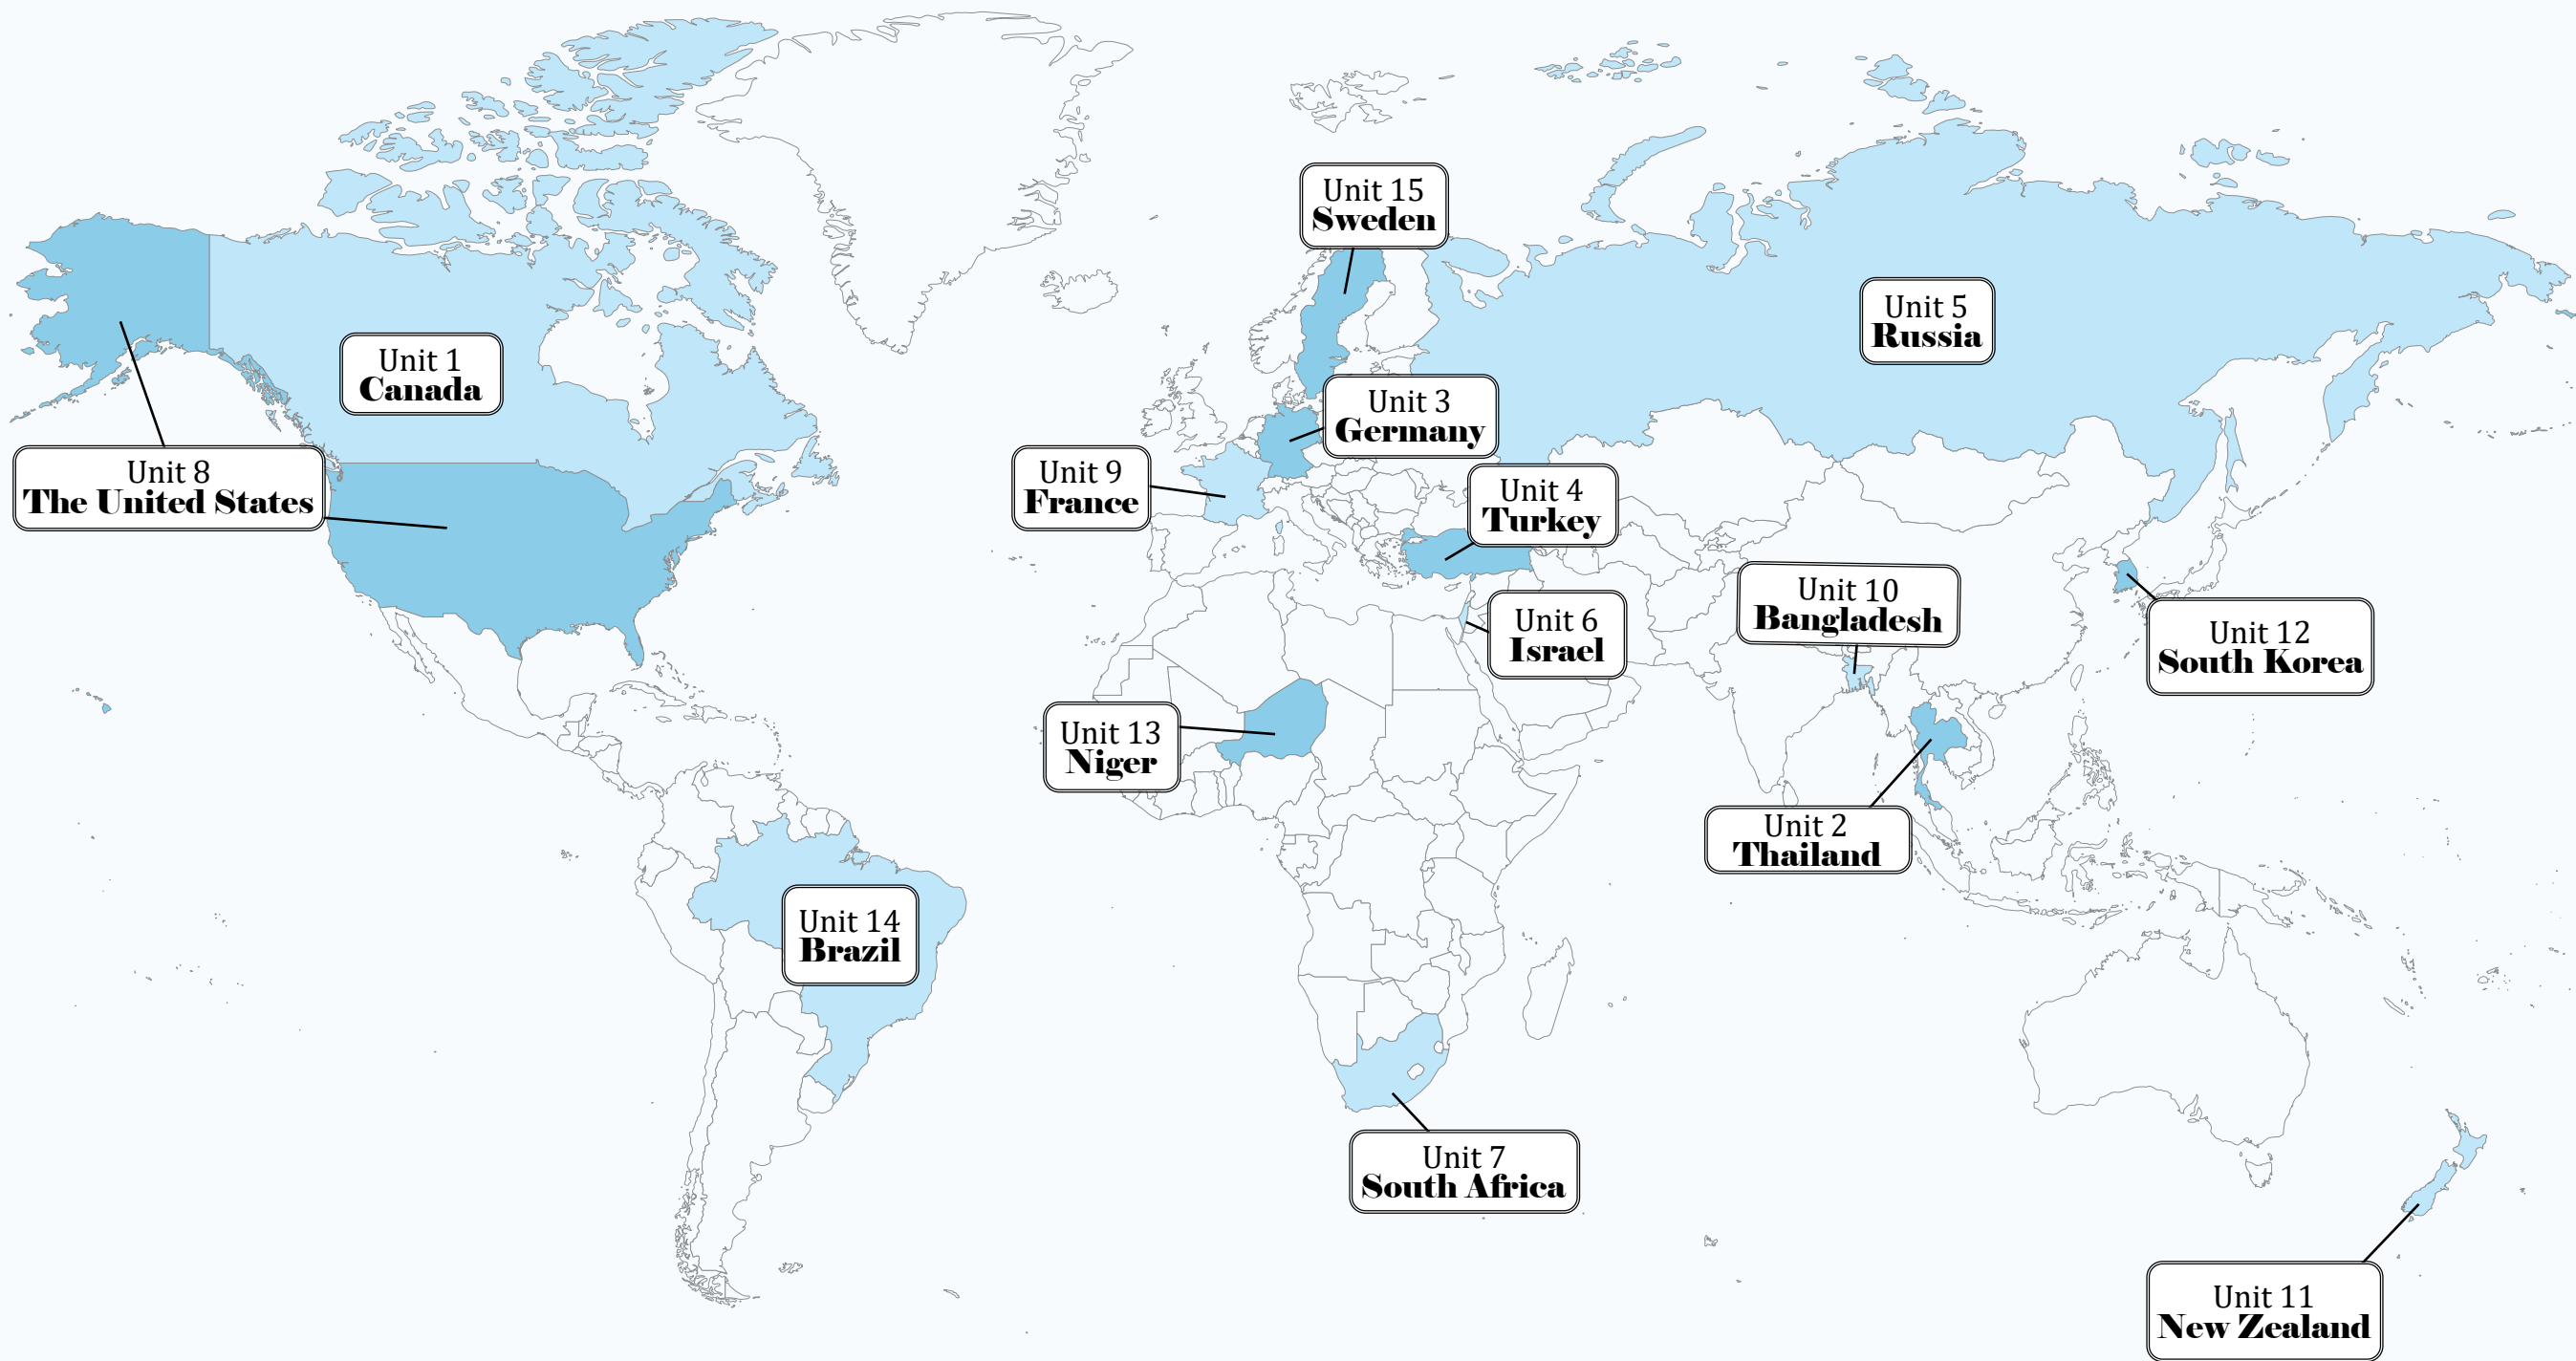 Unit 15
Sweden
Unit 5
Russia
Unit 1
Canada
Unit 3
Germany
Unit 8
The United States
Unit 9
France
Unit 4
Turkey
Unit 10
Bangladesh
Unit 6
Israel
Unit 12
South Korea
Unit 13
Niger
Unit 2
Thailand
Unit 14
Brazil
Unit 7
South Africa
Unit 11
New Zealand